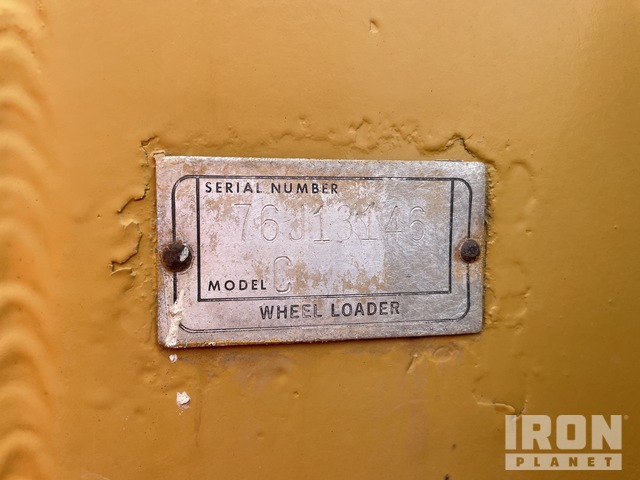 SERIAL NUMBER
76J13146
MODEL C
WHEEL LOADER
IRON
PLANET